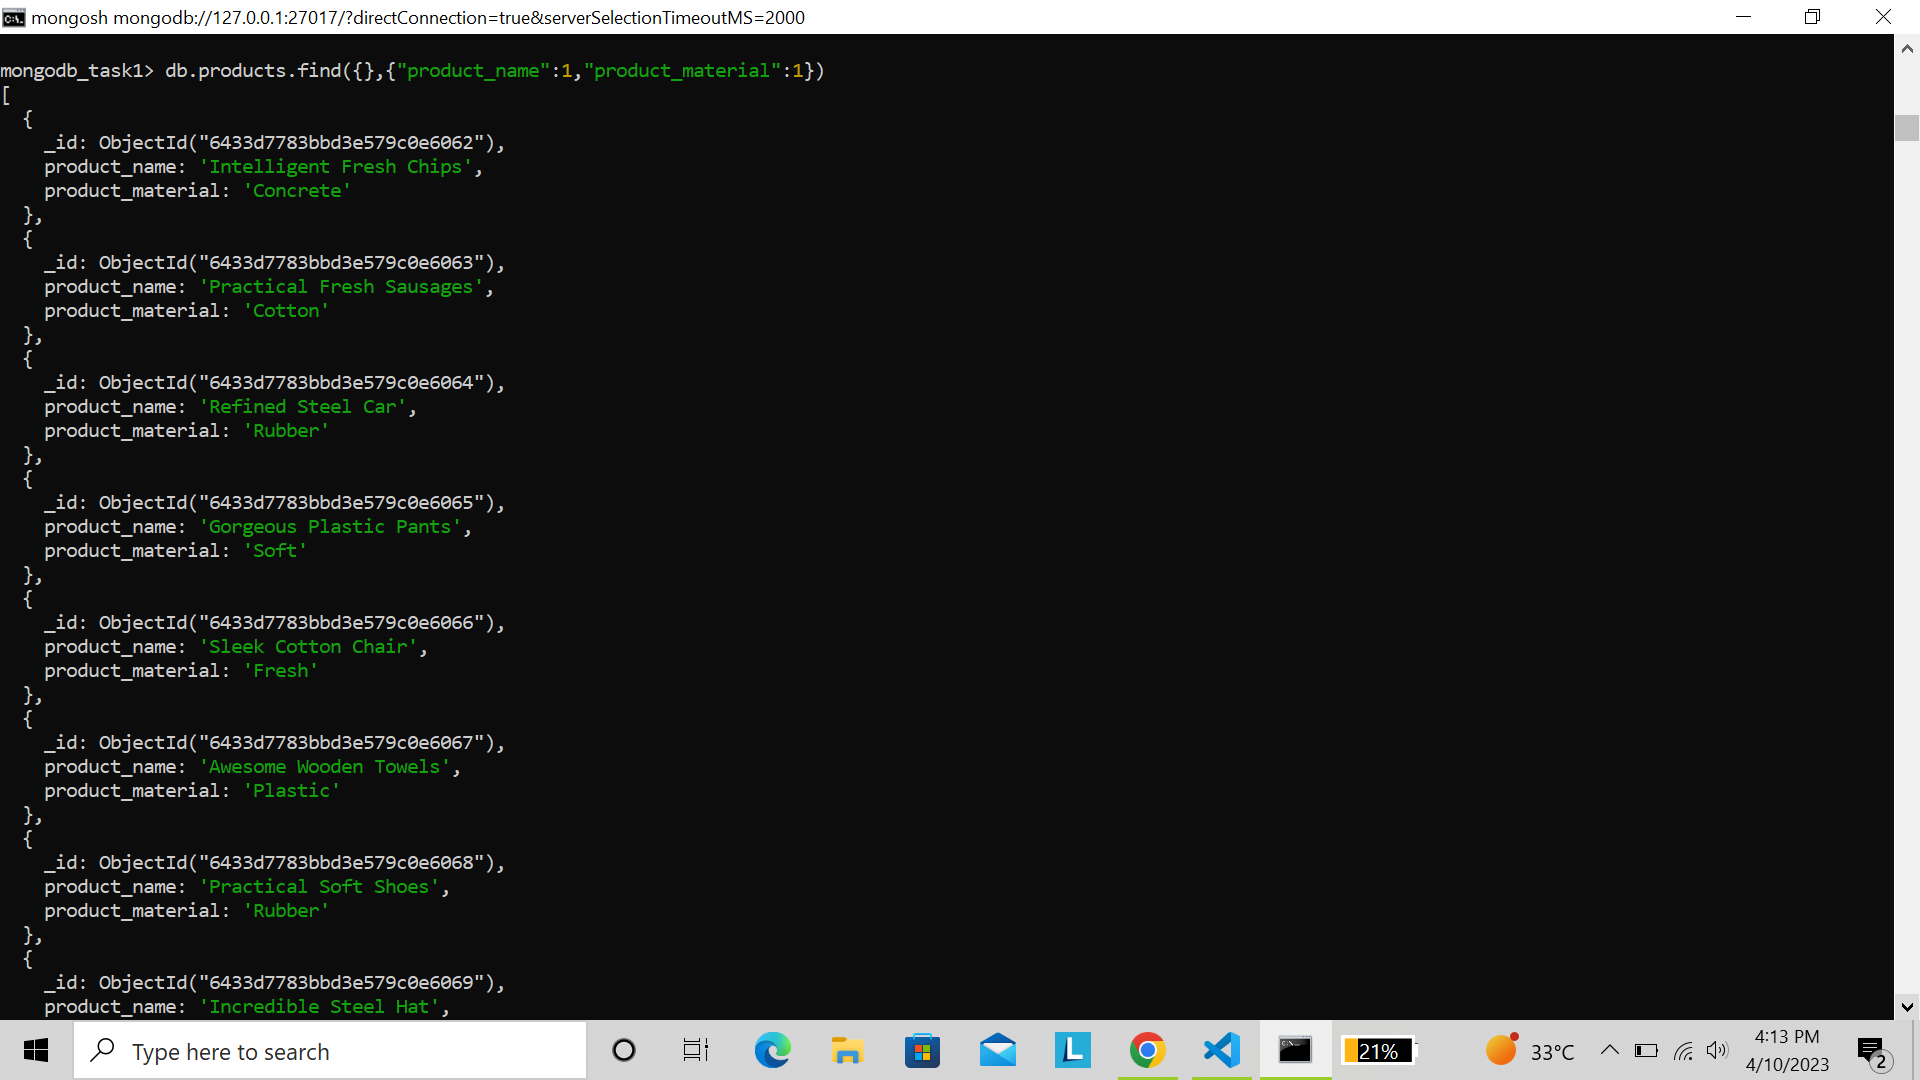 mongosh mongodb://127.0.0.1:27017/?directConnection=true&serverSelectionTimeoutMS=2000
mongodb_task1> db.products.find({},{"product_name":1,"product_material":1})
[
  {
    _id: ObjectId("6433d7783bbd3e579c0e6062"),
    product_name: 'Intelligent Fresh Chips',
    product_material: 'Concrete'
  },
  {
    _id: ObjectId("6433d7783bbd3e579c0e6063"),
    product_name: 'Practical Fresh Sausages',
    product_material: 'Cotton'
  },
  {
    _id: ObjectId("6433d7783bbd3e579c0e6064"),
    product_name: 'Refined Steel Car',
    product_material: 'Rubber'
  },
  {
    _id: ObjectId("6433d7783bbd3e579c0e6065"),
    product_name: 'Gorgeous Plastic Pants',
    product_material: 'Soft'
  },
  {
    _id: ObjectId("6433d7783bbd3e579c0e6066"),
    product_name: 'Sleek Cotton Chair',
    product_material: 'Fresh'
  },
  {
    _id: ObjectId("6433d7783bbd3e579c0e6067"),
    product_name: 'Awesome Wooden Towels',
    product_material: 'Plastic'
  },
  {
    _id: ObjectId("6433d7783bbd3e579c0e6068"),
    product_name: 'Practical Soft Shoes',
    product_material: 'Rubber'
  },
  {
    _id: ObjectId("6433d7783bbd3e579c0e6069"),
    product_name: 'Incredible Steel Hat',
Type here to search
L
21%
33°C
4:13 PM
4/10/2023
2